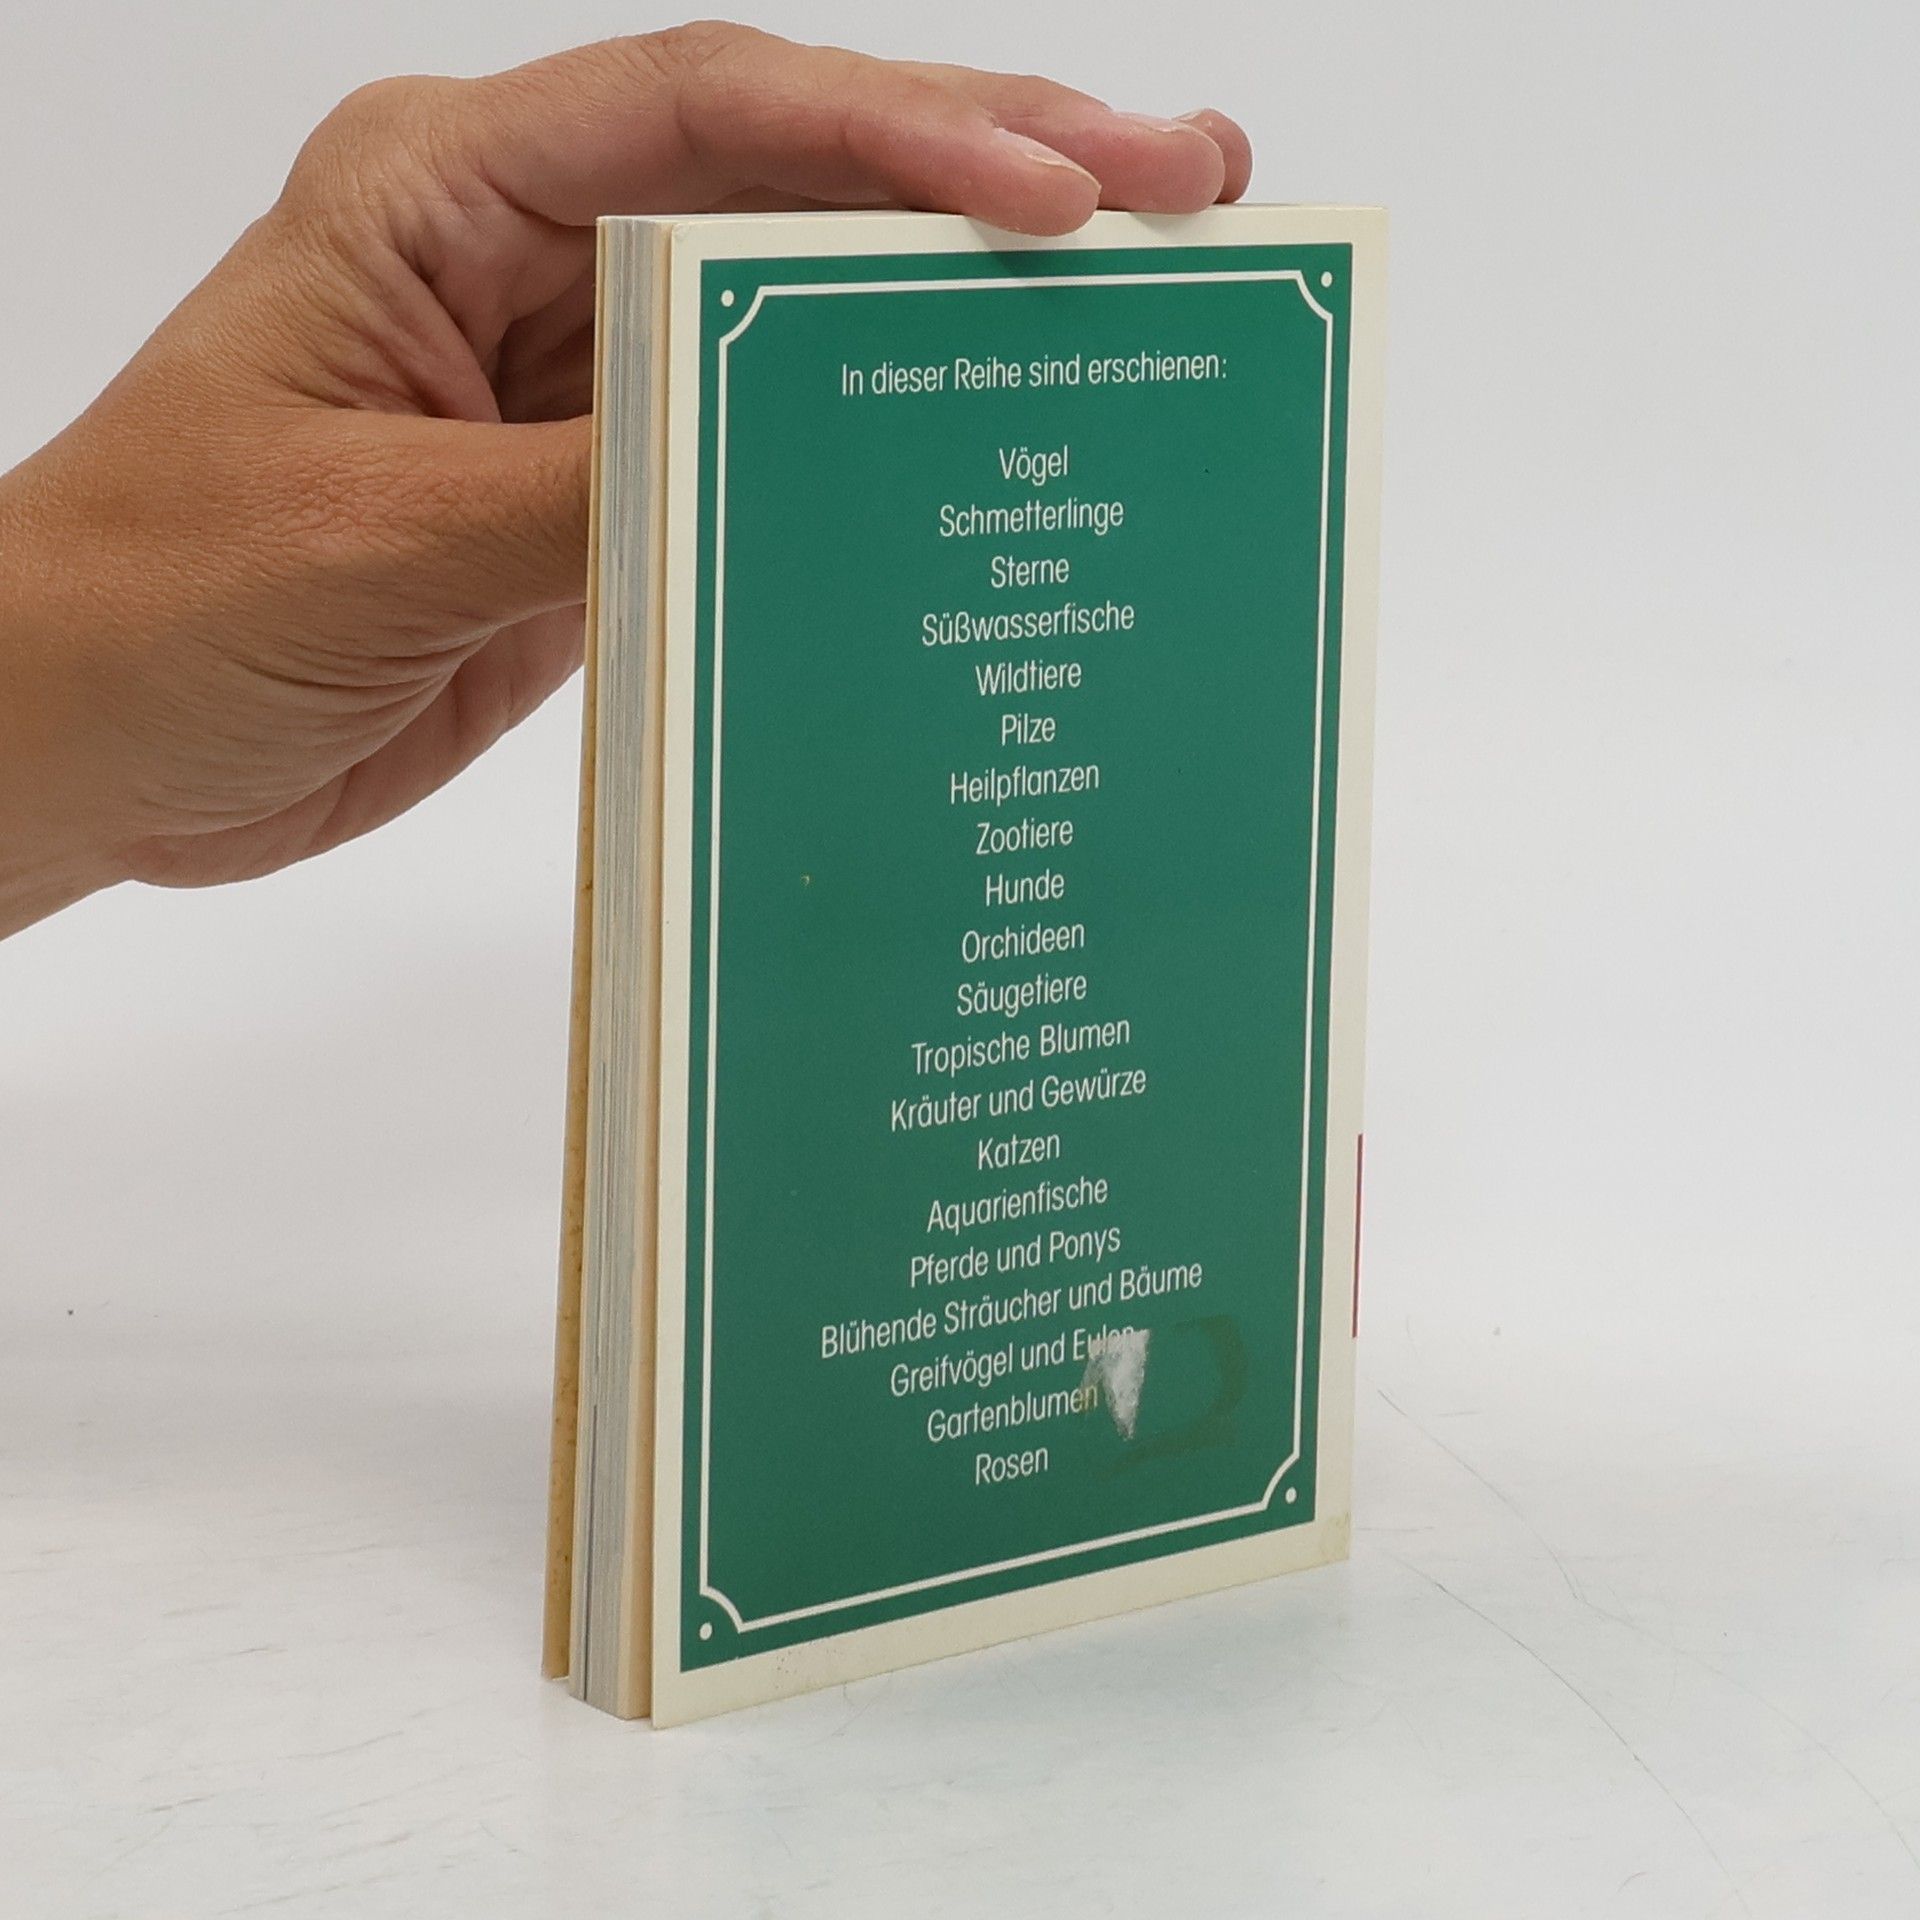 In dieser Reihe sind erschienen:
Vögel
Schmetterlinge
Sterne
Süßwasserfische
Wildtiere
Pilze
Heilpflanzen
Zootiere
Hunde
Orchideen
Säugetiere
Tropische Blumen
Kräuter und Gewürze
Katzen
Aquarienfische
Pferde und Ponys
Blühende Sträucher und Bäume
Greifvögel und Eulen
Gartenblumen
Rosen